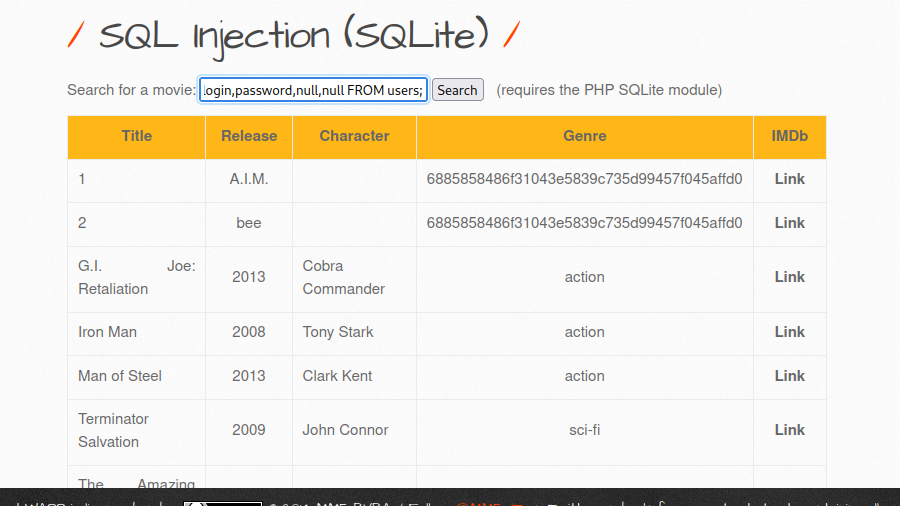 / SQL Injection (SQLite) /
Search for a movie: login,password,null,null FROM users; Search (requires the PHP SQLite module)
Title Release Character Genre IMDb
1 A.I.M. 6885858486f31043e5839c735d99457f045affd0 Link
2 bee 6885858486f31043e5839c735d99457f045affd0 Link
G.I. Joe: Retaliation 2013 Cobra Commander action Link
Iron Man 2008 Tony Stark action Link
Man of Steel 2013 Clark Kent action Link
Terminator Salvation 2009 John Connor sci-fi Link
The Amazing